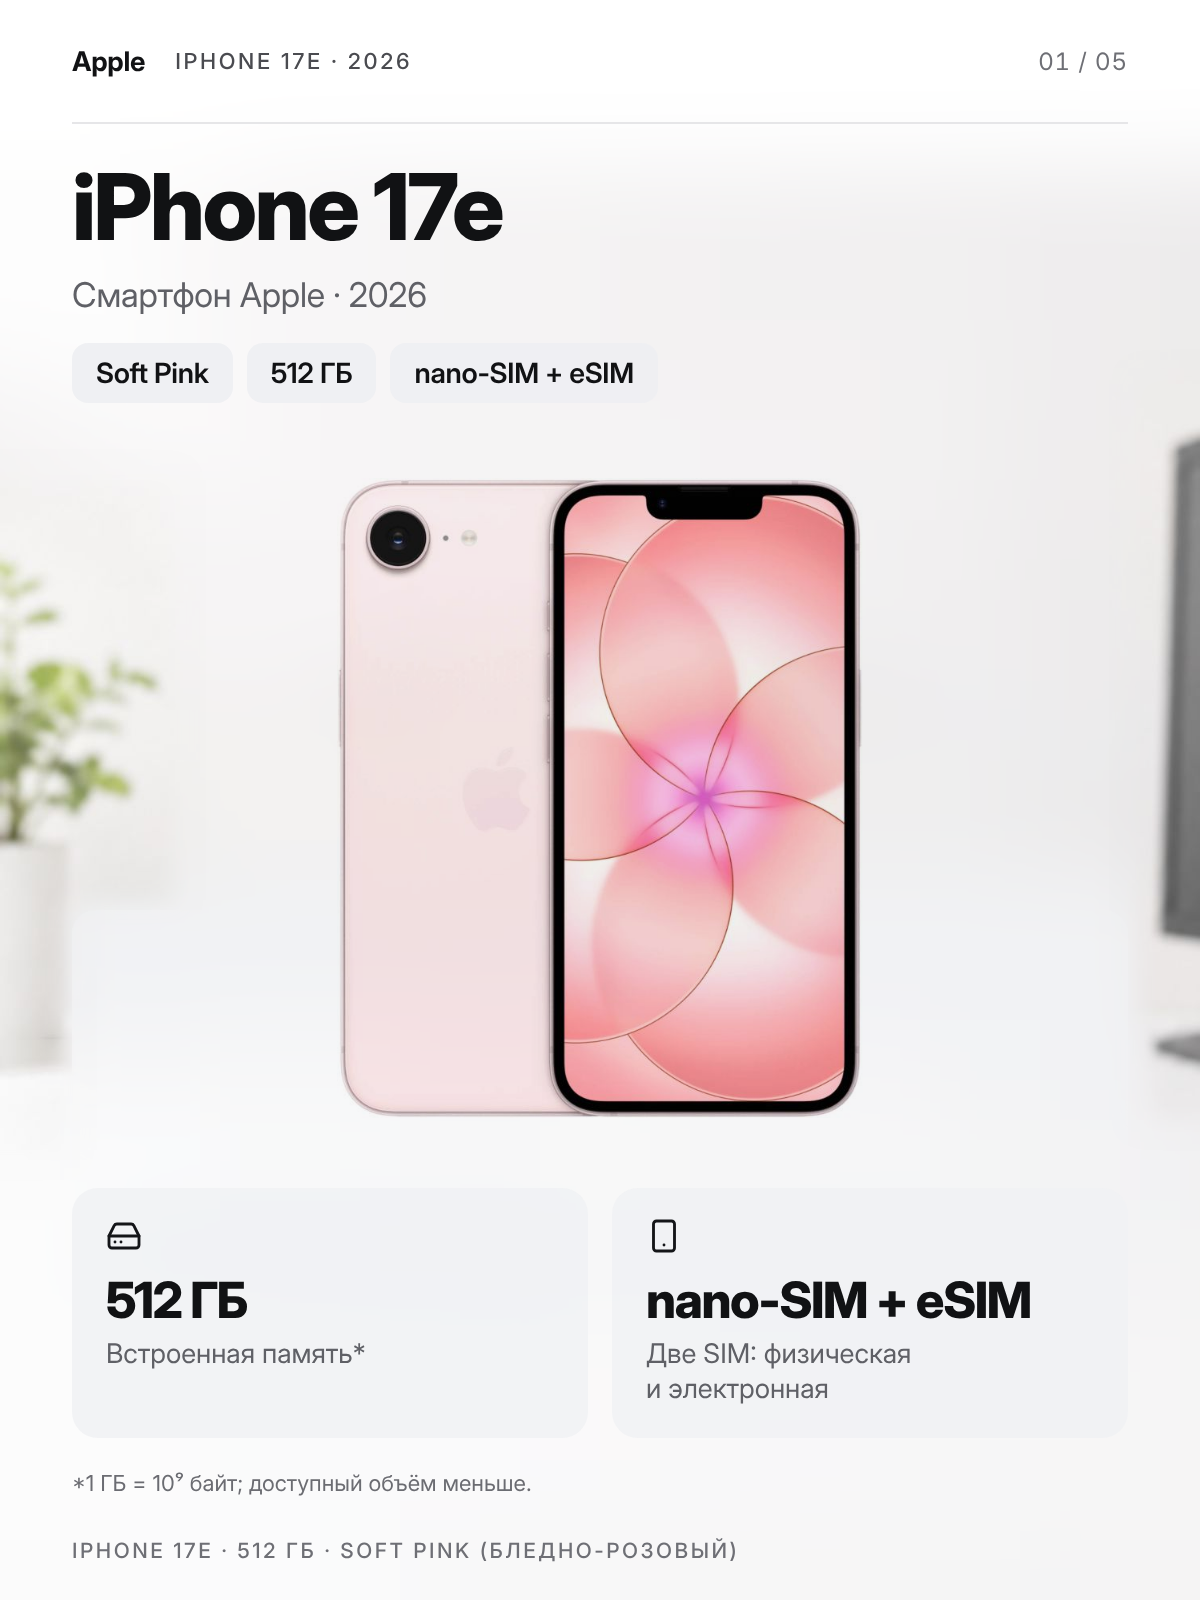 Apple IPHONE 17E · 2026 01 / 05
iPhone 17e
Смартфон Apple · 2026
Soft Pink 512 ГБ nano-SIM + eSIM
512 ГБ
Встроенная память*
nano-SIM + eSIM
Две SIM: физическая
и электронная
*1 ГБ = 10⁹ байт; доступный объём меньше.
IPHONE 17E · 512 ГБ · SOFT PINK (БЛЕДНО-РОЗОВЫЙ)